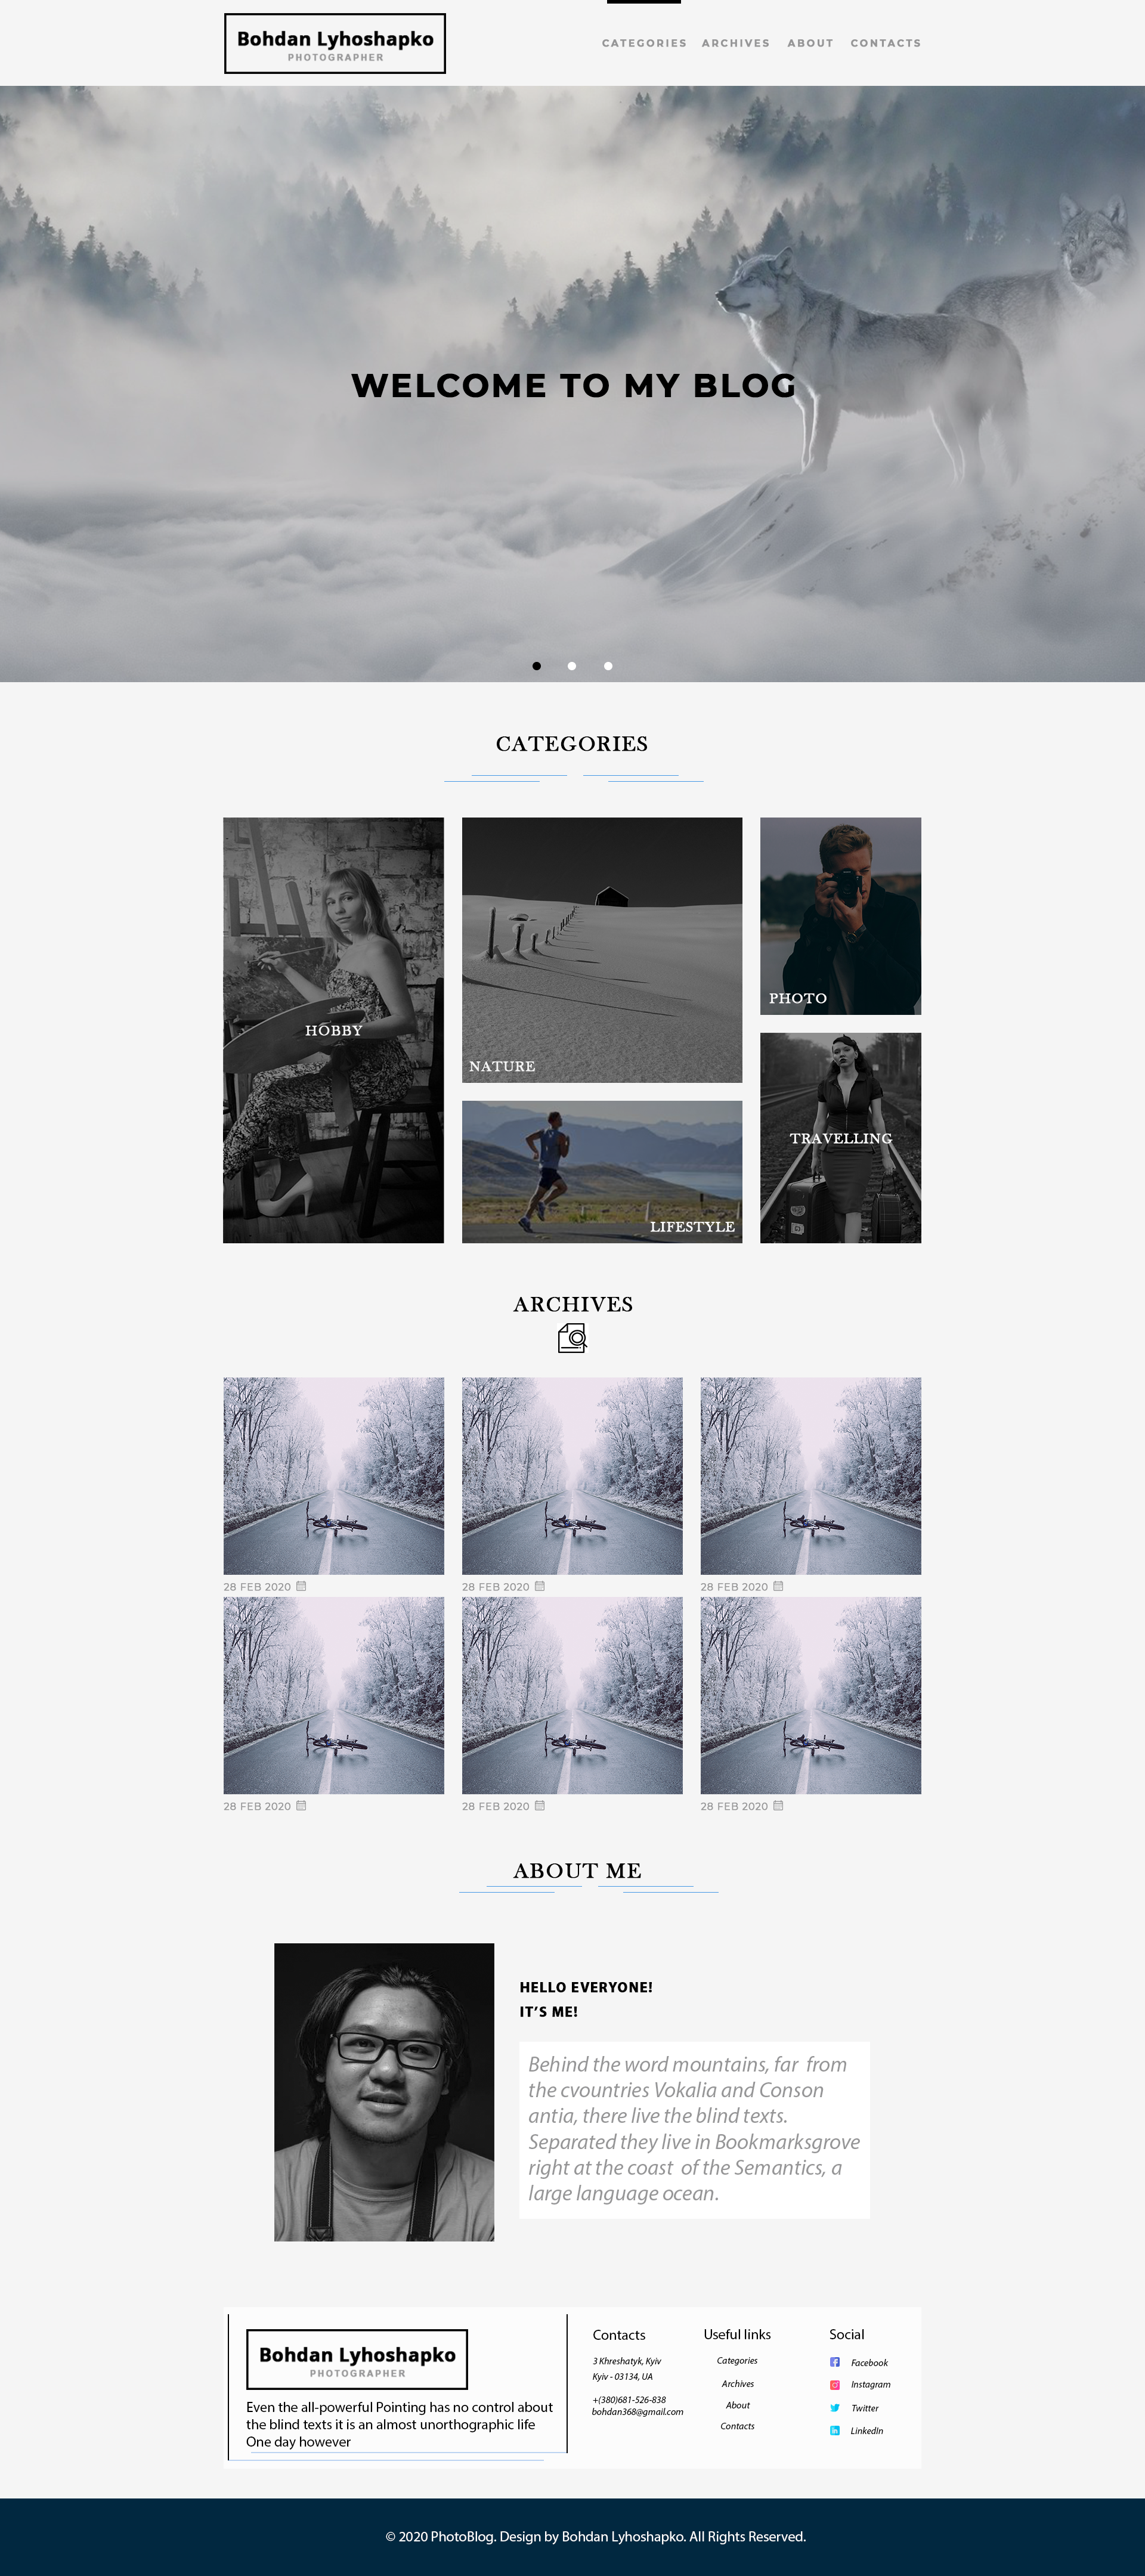 Bohdan Lyhoshapko
PHOTOGRAPHER
CATEGORIES ARCHIVES ABOUT CONTACTS
WELCOME TO MY BLOG
CATEGORIES
HOBBY
NATURE
PHOTO
TRAVELLING
LIFESTYLE
ARCHIVES
28 FEB 2020
28 FEB 2020
28 FEB 2020
28 FEB 2020
28 FEB 2020
28 FEB 2020
ABOUT ME
HELLO EVERYONE!
IT'S ME!
Behind the word mountains, far from
the cvountries Vokalia and Conson
antia, there live the blind texts.
Separated they live in Bookmarksgrove
right at the coast of the Semantics, a
large language ocean.
Bohdan Lyhoshapko
PHOTOGRAPHER
Even the all-powerful Pointing has no control about
the blind texts it is an almost unorthographic life
One day however
Contacts
3 Khreshatyk, Kyiv
Kyiv - 03134, UA
+(380)681-526-838
bohdan368@gmail.com
Useful links
Categories
Archives
About
Contacts
Social
Facebook
Instagram
Twitter
LinkedIn
© 2020 PhotoBlog. Design by Bohdan Lyhoshapko. All Rights Reserved.